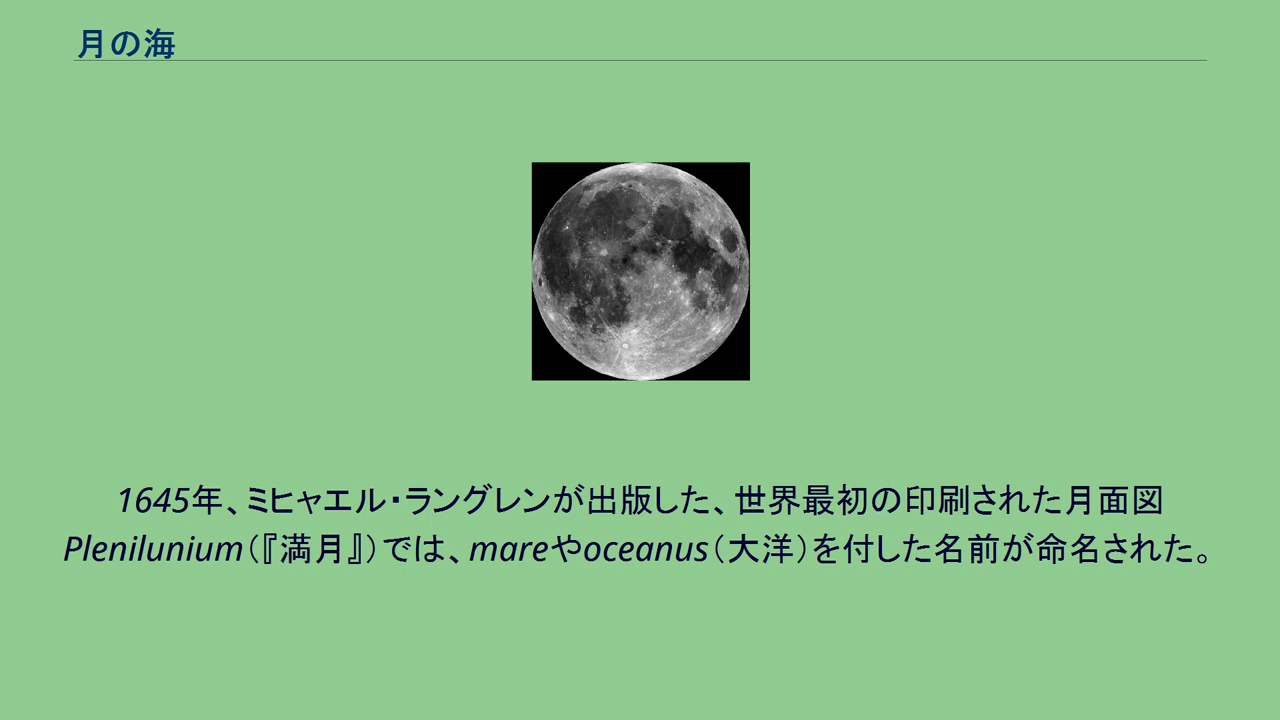 月の海
1645年、ミヒャエル・ラングレンが出版した、世界最初の印刷された月面図
Plenilunium（『満月』）では、mareやoceanus（大洋）を付した名前が命名された。